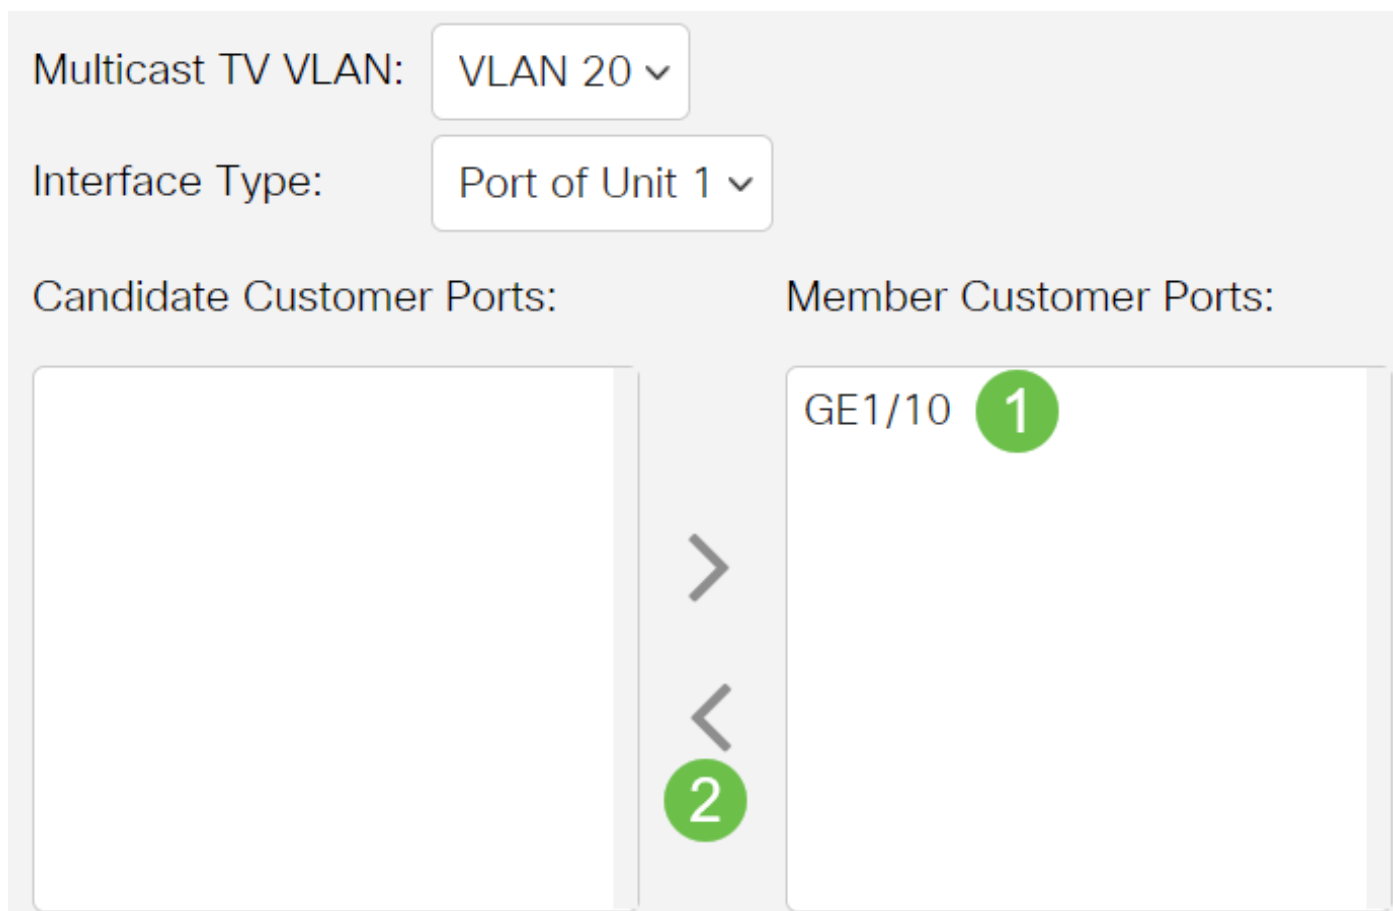 Multicast TV VLAN: VLAN 20
Interface Type: Port of Unit 1
Candidate Customer Ports: Member Customer Ports:
GE1/10 1
2